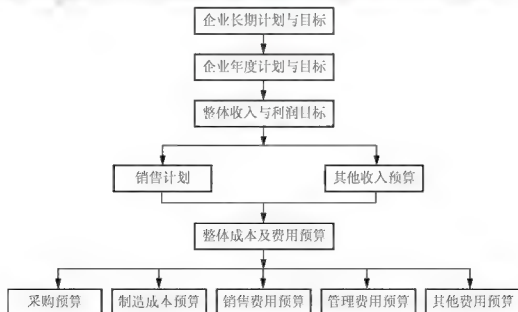 企业长期计划与目标
企业年度计划与目标
整体收入与利润目标
销售计划
其他收入预算
整体成本及费用预算
采购预算
制造成本预算
销售费用预算
管理费用预算
其他费用预算